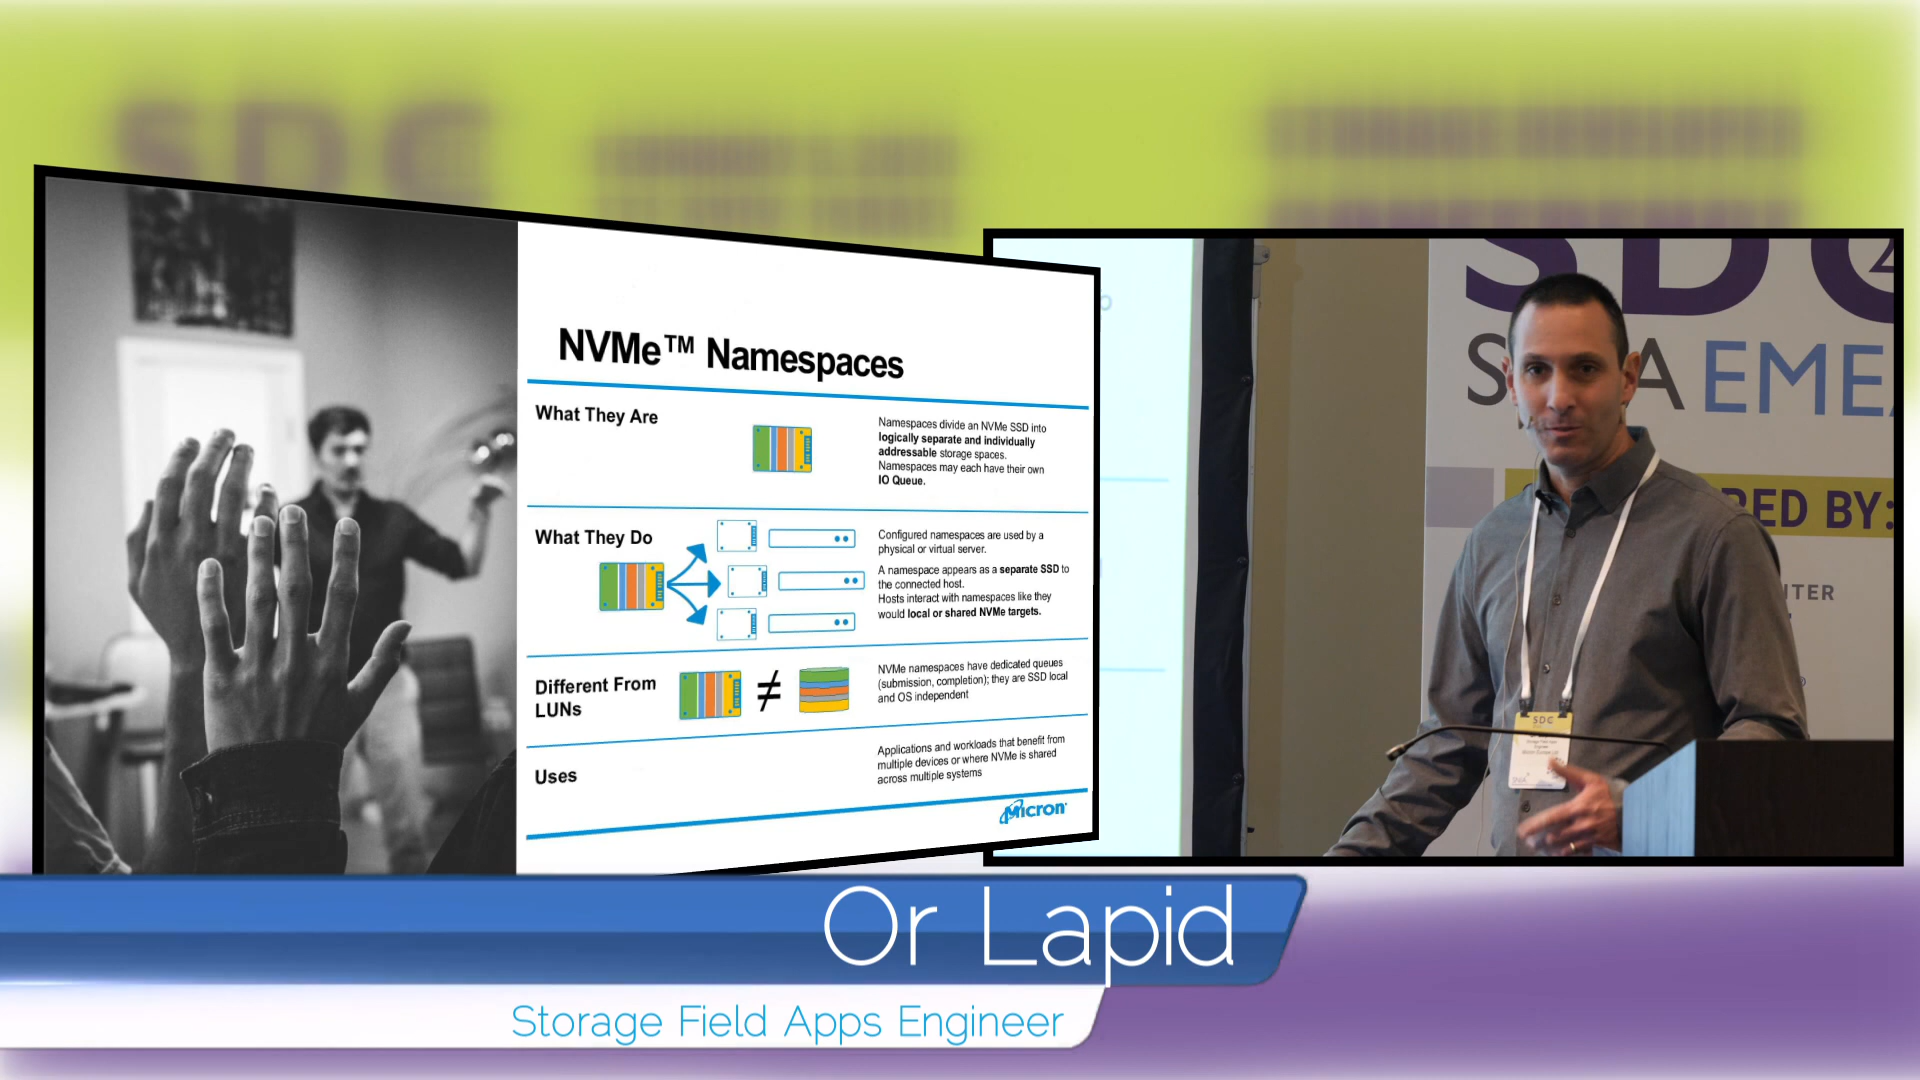 NVMe™ Namespaces
What They Are
Namespaces divide an NVMe SSD into
logically separate and individually
addressable storage spaces.
Namespaces may each have their own
IO Queue.
What They Do
Configured namespaces are used by a
physical or virtual server.
A namespace appears as a separate SSD to
the connected host.
Hosts interact with namespaces like they
would local or shared NVMe targets.
Different From
LUNs
≠
NVMe namespaces have dedicated queues
(submission, completion); they are SSD local
and OS independent
Uses
Applications and workloads that benefit from
multiple devices or where NVMe is shared
across multiple systems
Micron
SDC
EME
RED BY:
ITER
SDC
Or Lapid
Storage Field Apps Engineer